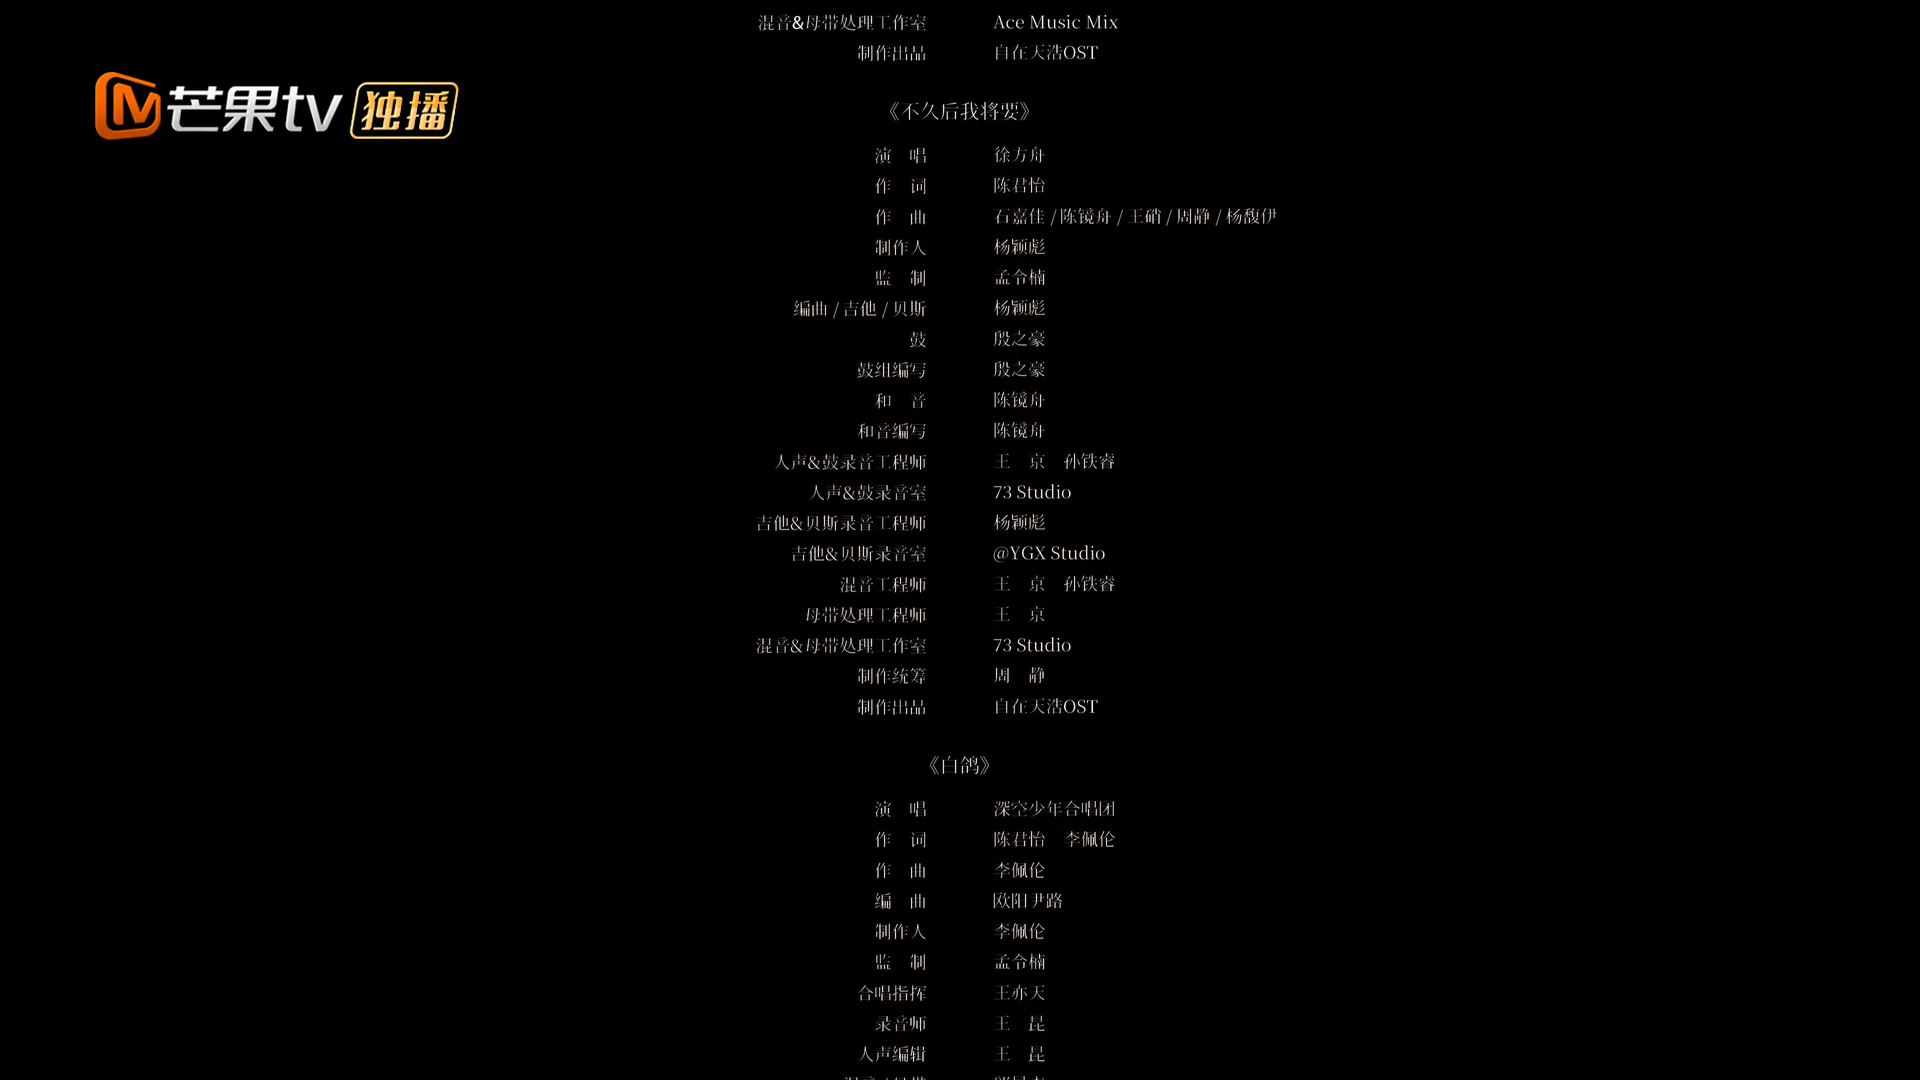 混音&母带处理工作室 Ace Music Mix
制作出品 自在天浩OST
芒果tv 独播
《不久后我将要》
演 唱 徐方舟
作 词 陈君怡
作 曲 石嘉佳 / 陈镜舟 / 王硝 / 周静 / 杨馥伊
制作人 杨颖彪
监 制 孟令楠
编曲 / 吉他 / 贝斯 杨颖彪
鼓 殷之豪
鼓组编写 殷之豪
和 音 陈镜舟
和音编写 陈镜舟
人声&鼓录音工程师 王 京 孙铁睿
人声&鼓录音室 73 Studio
吉他&贝斯录音工程师 杨颖彪
吉他&贝斯录音室 @YGX Studio
混音工程师 王 京 孙铁睿
母带处理工程师 王 京
混音&母带处理工作室 73 Studio
制作统筹 周 静
制作出品 自在天浩OST
《白鸽》
演 唱 深空少年合唱团
作 词 陈君怡 李佩伦
作 曲 李佩伦
编 曲 欧阳尹路
制作人 李佩伦
监 制 孟令楠
合唱指挥 王亦天
录音师 王 昆
人声编辑 王 昆